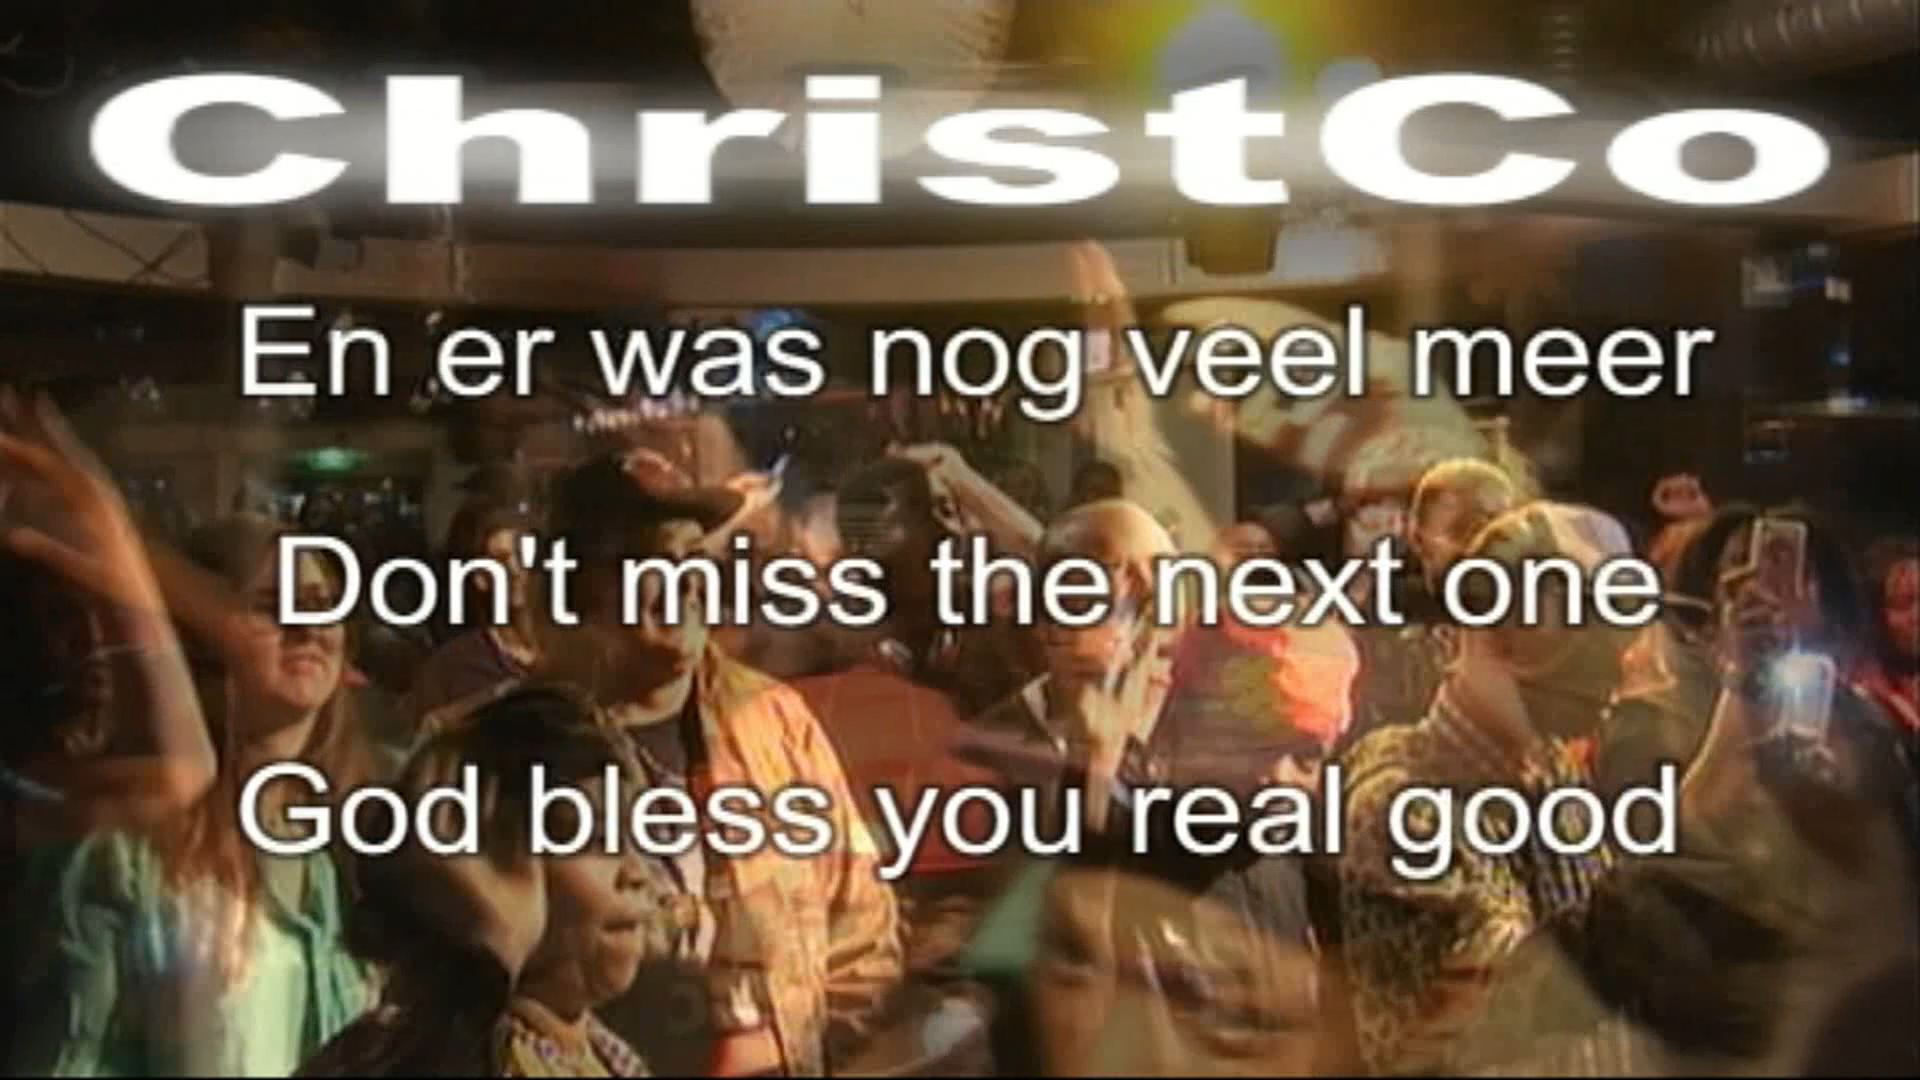 ChristCo
En er was nog veel meer
Don't miss the next one
God bless you real good